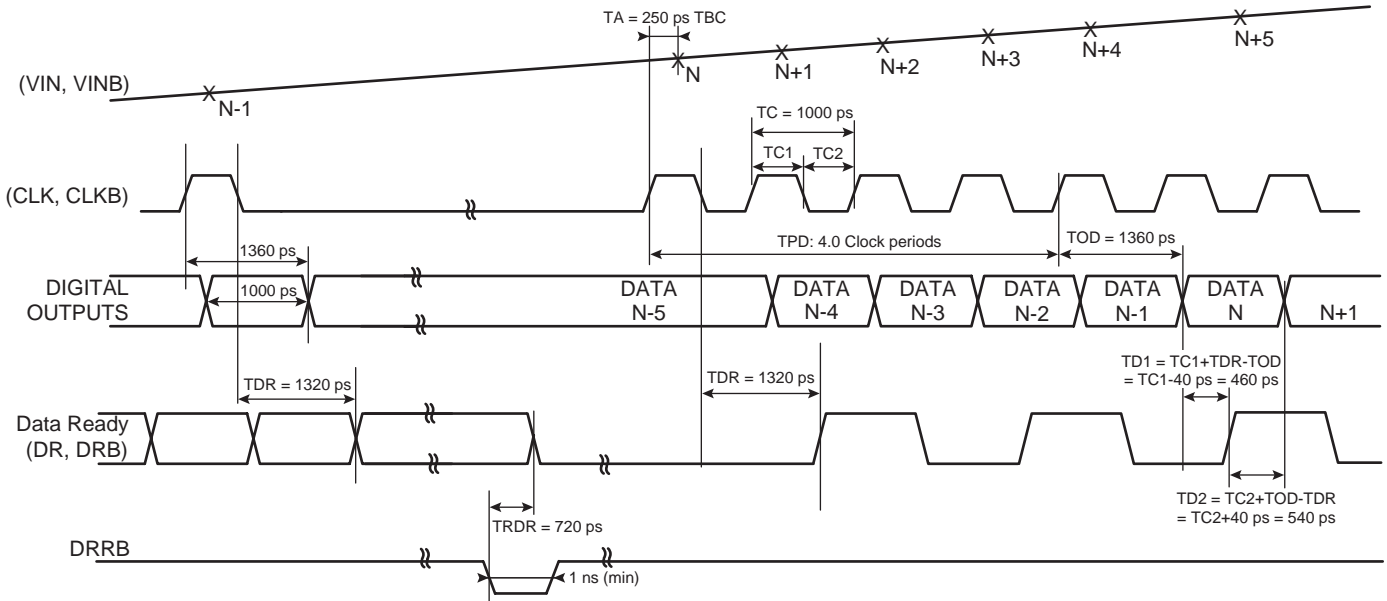 TA = 250 ps TBC
(VIN, VINB)
X N-1
X N
X N+1
X N+2
X N+3
X N+4
X N+5
TC = 1000 ps
TC1 TC2
(CLK, CLKB)
TPD: 4.0 Clock periods
TOD = 1360 ps
1360 ps
1000 ps
DIGITAL
OUTPUTS
DATA
N-5
DATA
N-4
DATA
N-3
DATA
N-2
DATA
N-1
DATA
N
N+1
TDR = 1320 ps
TDR = 1320 ps
TD1 = TC1+TDR-TOD
= TC1-40 ps = 460 ps
Data Ready
(DR, DRB)
TD2 = TC2+TOD-TDR
= TC2+40 ps = 540 ps
TRDR = 720 ps
DRRB
1 ns (min)